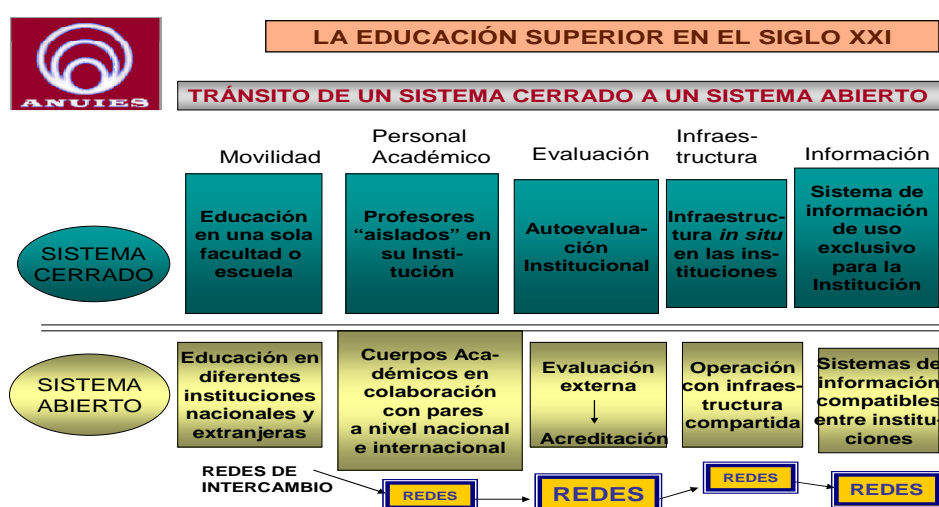 LA EDUCACIÓN SUPERIOR EN EL SIGLO XXI
ANUIES
TRÁNSITO DE UN SISTEMA CERRADO A UN SISTEMA ABIERTO
Movilidad
Personal
Académico
Evaluación
Infraes-
tructura
Información
SISTEMA
CERRADO
Educación
en una sola
facultad o
escuela
Profesores
“aislados” en
su Insti-
tución
Autoevalua-
ción
Institucional
Infraestruc-
tura in situ
en las ins-
tituciones
Sistema de
información
de uso
exclusivo
para la
Institución
SISTEMA
ABIERTO
Educación en
diferentes
instituciones
nacionales y
extranjeras
Cuerpos Aca-
démicos en
colaboración
con pares
a nivel nacional
e internacional
Evaluación
externa
Acreditación
Operación
con infraes-
tructura
compartida
Sistemas de
información
compatibles
entre institu-
ciones
REDES DE
INTERCAMBIO
REDES
REDES
REDES
REDES